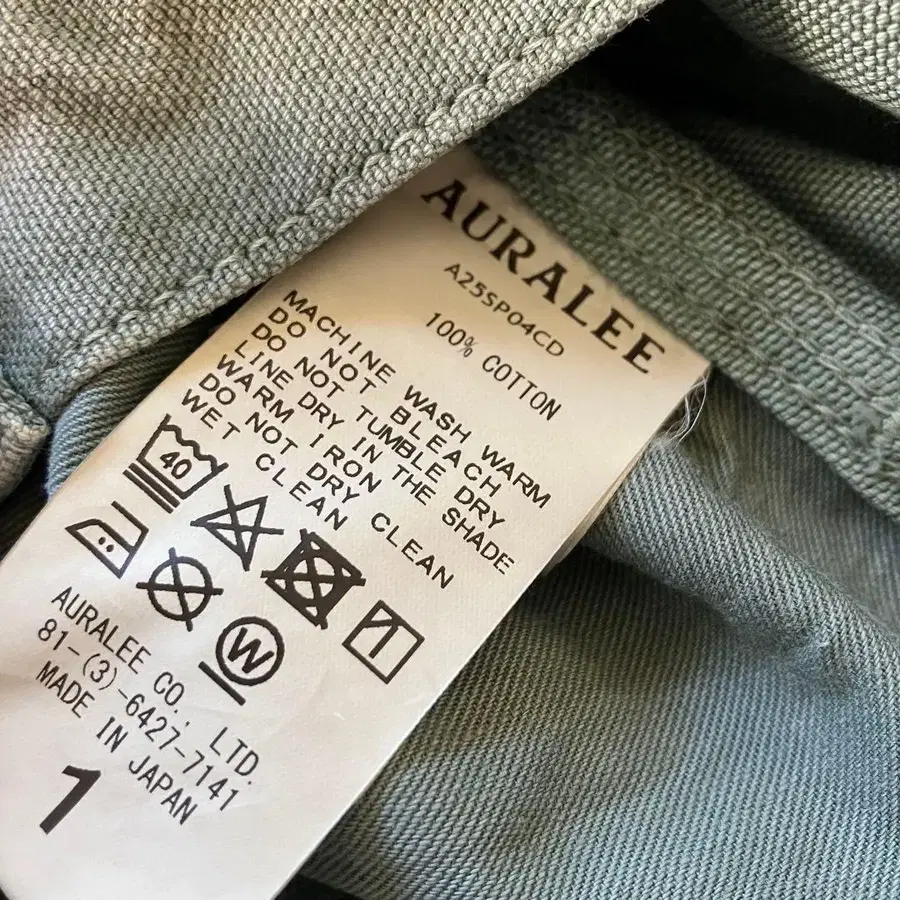 AURALEE
A25SP04CD
100% COTTON
MACHINE WASH WARM
DO NOT BLEACH
DO NOT TUMBLE DRY
LINE DRY IN THE SHADE
WARM IRON
DO NOT DRY CLEAN
WET CLEAN
40
W
AURALEE CO., LTD.
81-(3)-6427-7141
MADE IN JAPAN
1